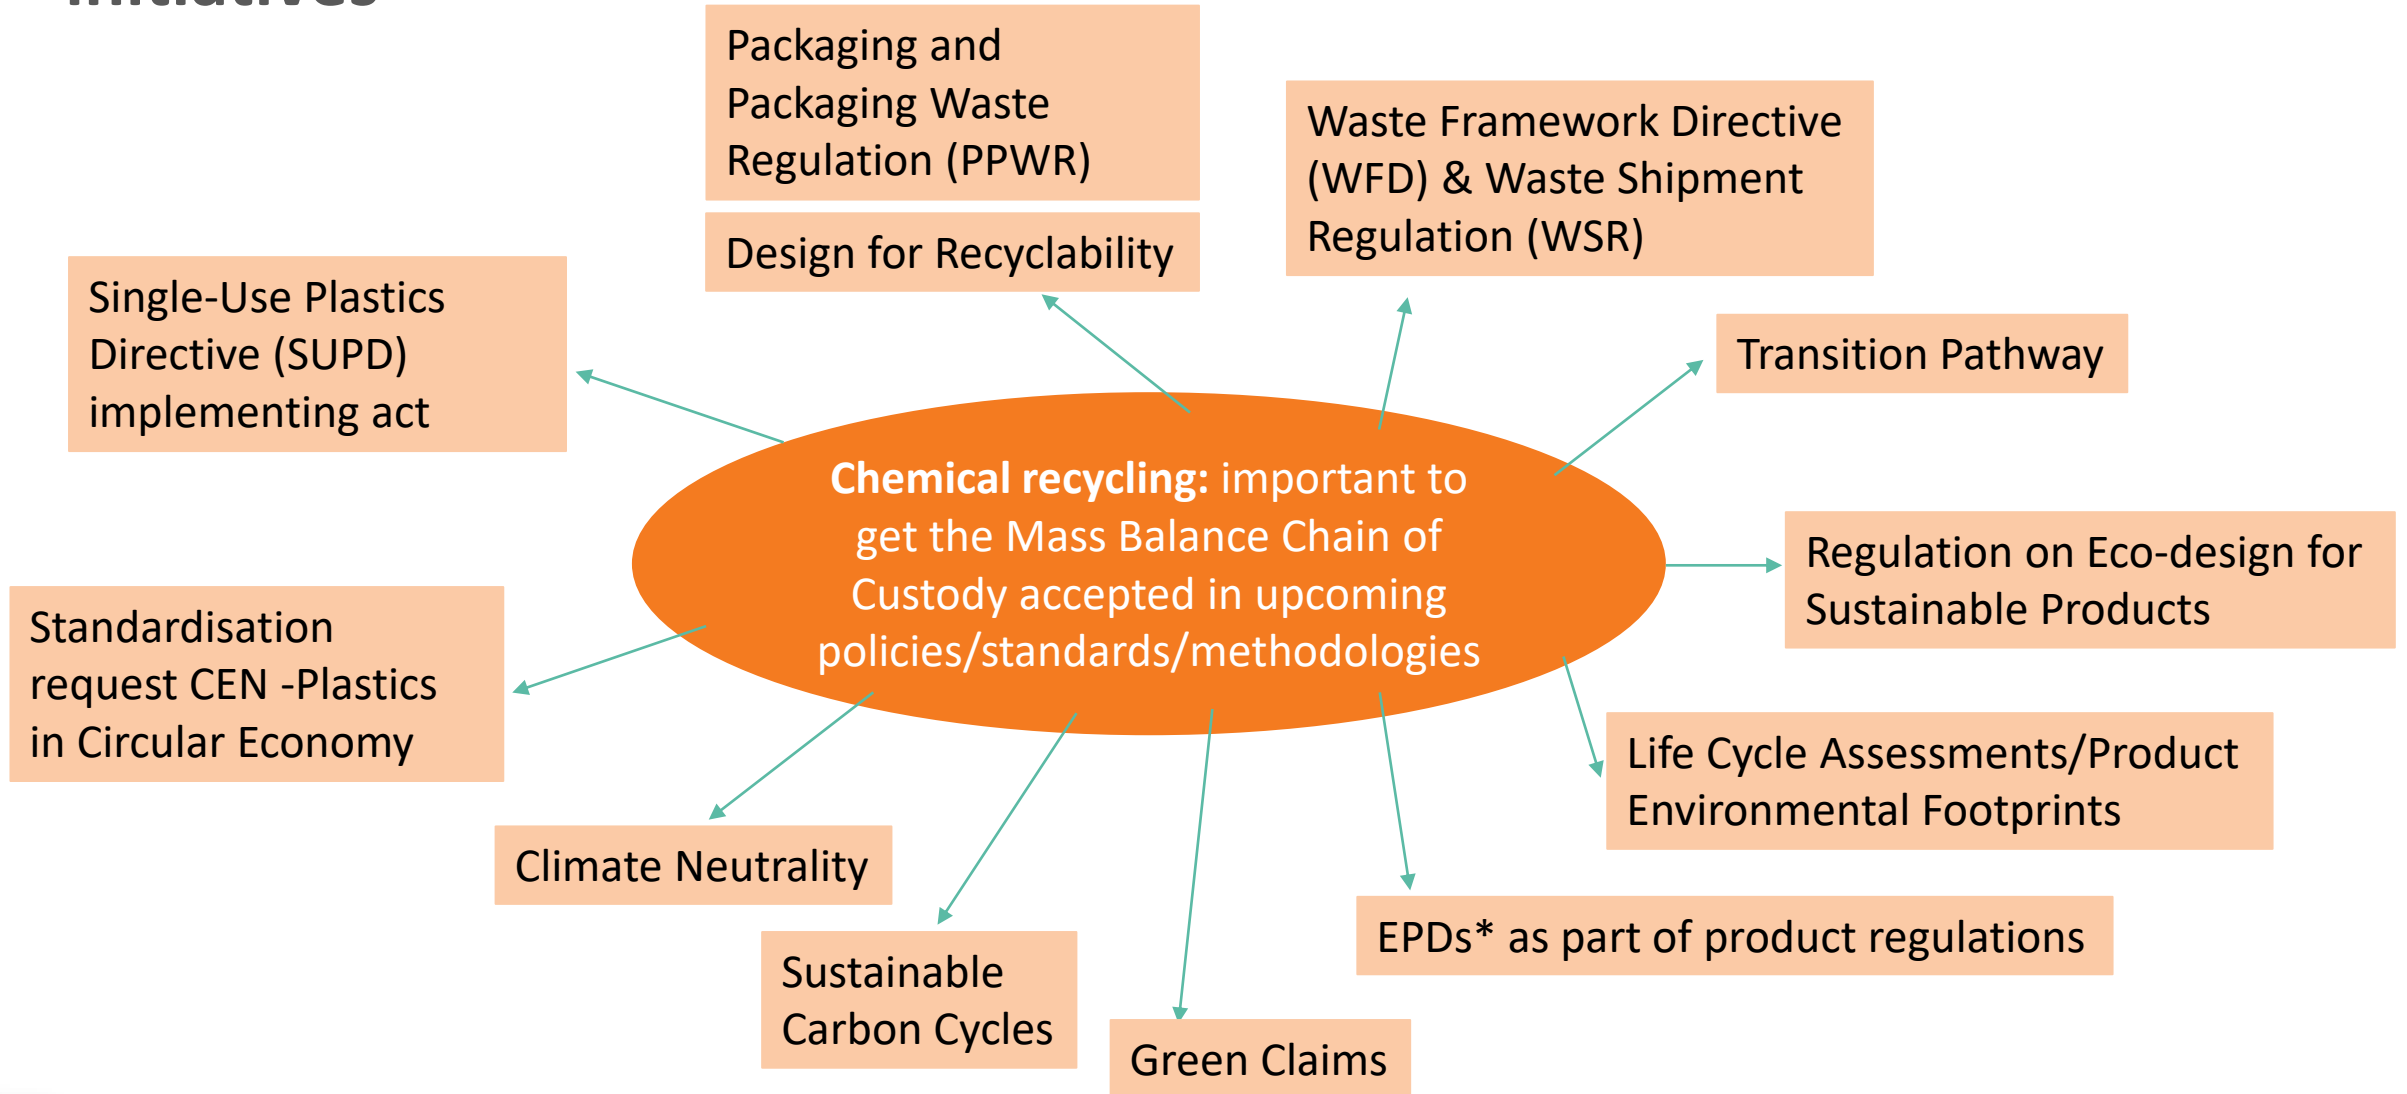 initiatives
Packaging and
Packaging Waste
Regulation (PPWR)
Design for Recyclability
Waste Framework Directive
(WFD) & Waste Shipment
Regulation (WSR)
Single-Use Plastics
Directive (SUPD)
implementing act
Transition Pathway
Chemical recycling: important to
get the Mass Balance Chain of
Custody accepted in upcoming
policies/standards/methodologies
Regulation on Eco-design for
Sustainable Products
Standardisation
request CEN -Plastics
in Circular Economy
Life Cycle Assessments/Product
Environmental Footprints
Climate Neutrality
EPDs* as part of product regulations
Sustainable
Carbon Cycles
Green Claims